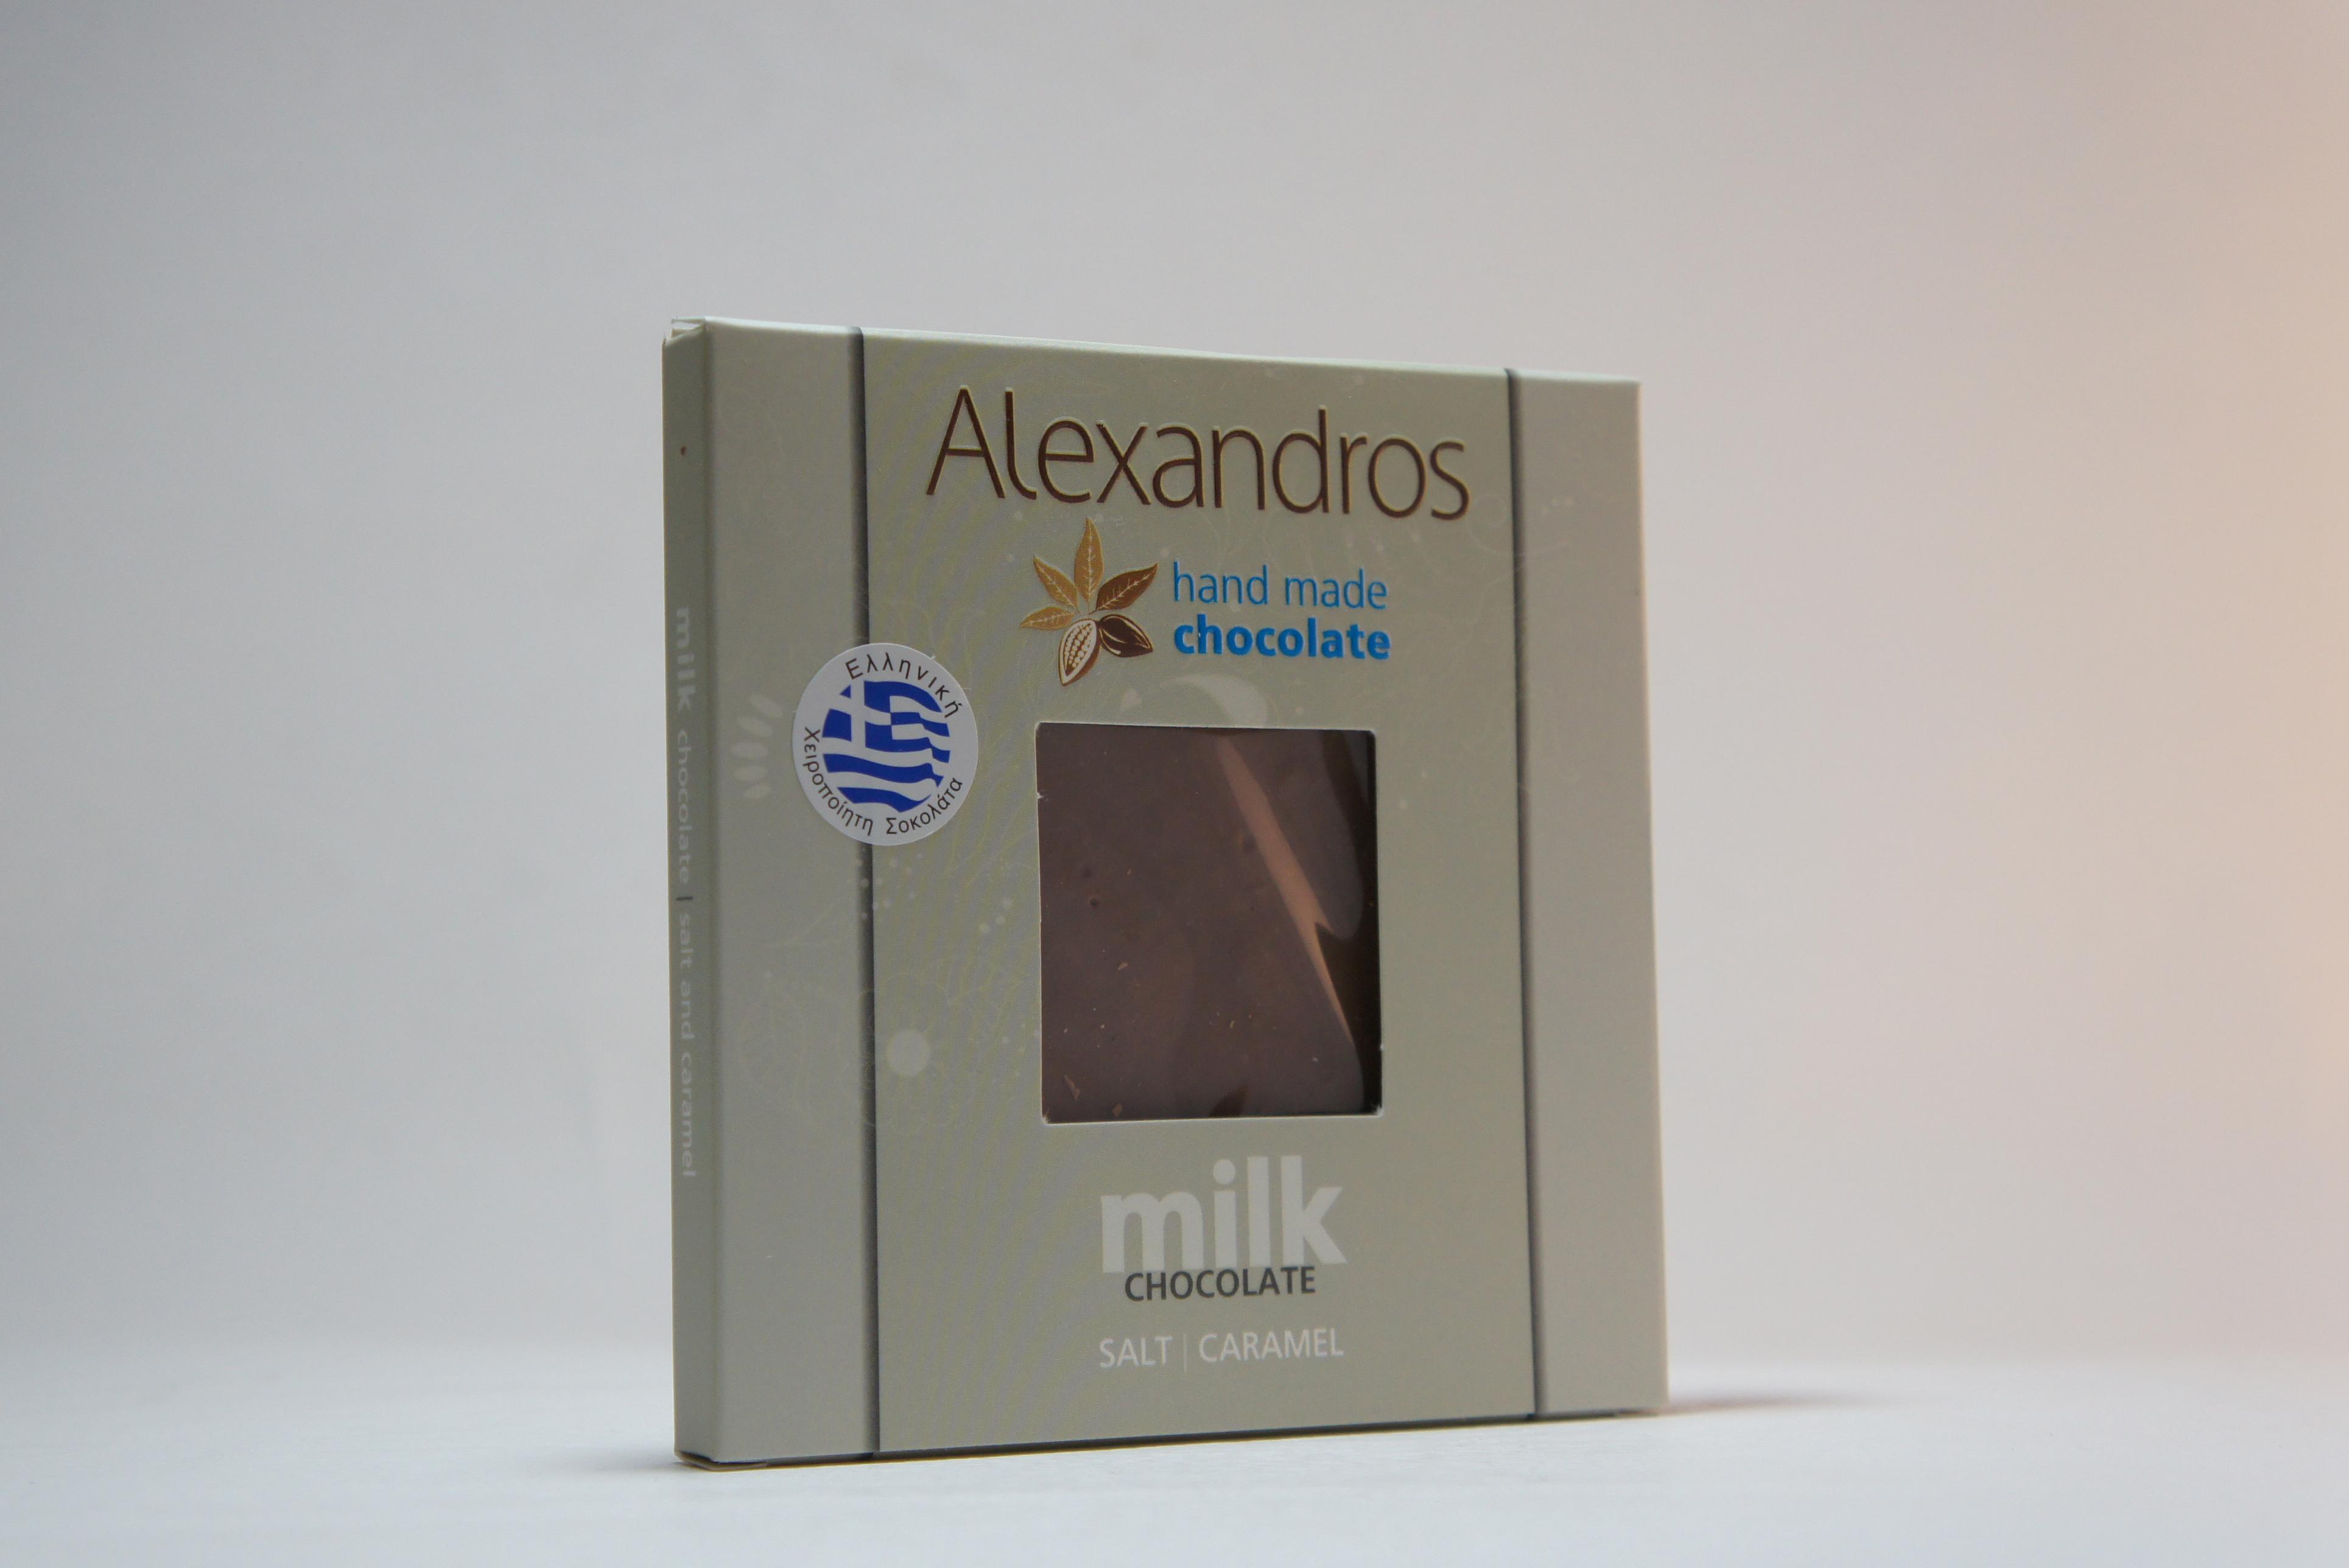 Alexandros
hand made
chocolate
Ελληνική
Χειροποίητη Σοκολάτα
milk
CHOCOLATE
SALT | CARAMEL
milk chocolate | salt and caramel